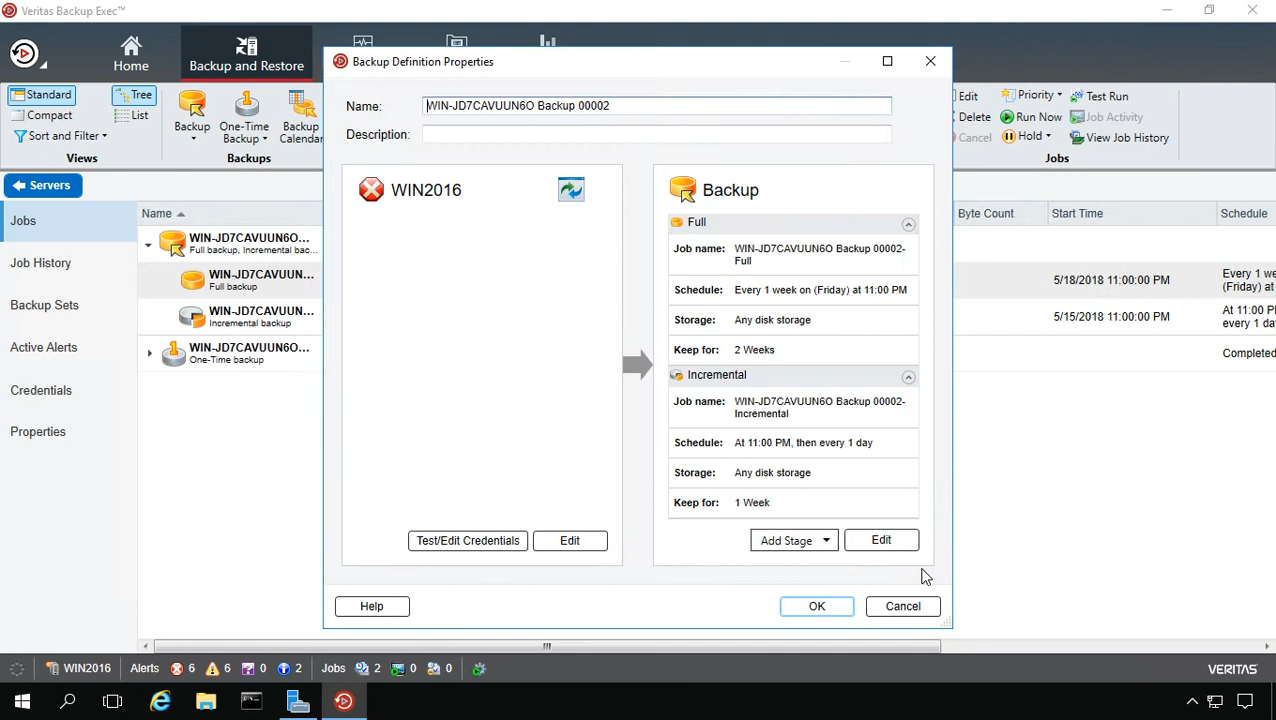 Veritas Backup Exec™
Home
Backup and Restore
Standard
Compact
Sort and Filter
Tree
List
Views
Backup
One-Time
Backup
Backup
Calendar
Backups
Edit
Delete
Cancel
Priority
Run Now
Hold
Test Run
Job Activity
View Job History
Jobs
Servers
Jobs
Job History
Backup Sets
Active Alerts
Credentials
Properties
Name
Byte Count
Start Time
Schedule
WIN-JD7CAVUUN6O...
Full backup, Incremental bac...
WIN-JD7CAVUUN...
Full backup
5/18/2018 11:00:00 PM
Every 1 week
(Friday) at 11
WIN-JD7CAVUUN...
Incremental backup
5/15/2018 11:00:00 PM
At 11:00 P
every 1 day
WIN-JD7CAVUUN6O...
One-Time backup
Completed
Backup Definition Properties
Name:
WIN-JD7CAVUUN6O Backup 00002
Description:
WIN2016
Test/Edit Credentials
Edit
Backup
Full
Job name:
WIN-JD7CAVUUN6O Backup 00002-
Full
Schedule:
Every 1 week on (Friday) at 11:00 PM
Storage:
Any disk storage
Keep for:
2 Weeks
Incremental
Job name:
WIN-JD7CAVUUN6O Backup 00002-
Incremental
Schedule:
At 11:00 PM, then every 1 day
Storage:
Any disk storage
Keep for:
1 Week
Add Stage
Edit
Help
OK
Cancel
WIN2016
Alerts
6
6
0
2
Jobs
2
0
0
VERITAS